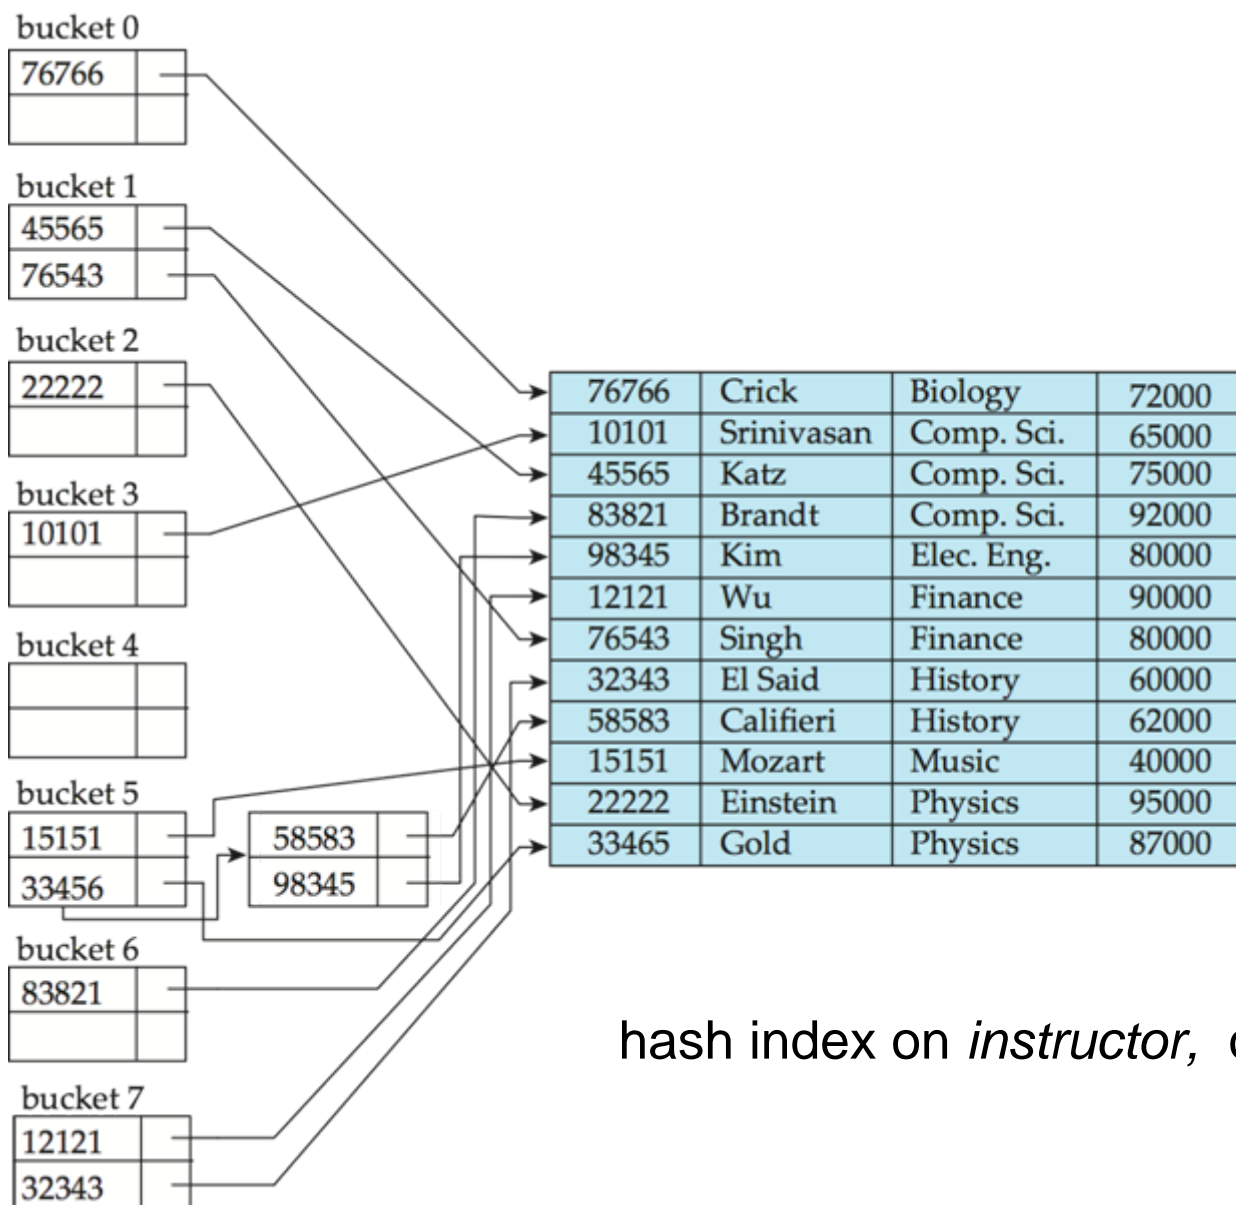 bucket 0
76766
bucket 1
45565
76543
bucket 2
22222
bucket 3
10101
bucket 4
bucket 5
15151
33456
58583
98345
bucket 6
83821
bucket 7
12121
32343
76766 Crick Biology 72000
10101 Srinivasan Comp. Sci. 65000
45565 Katz Comp. Sci. 75000
83821 Brandt Comp. Sci. 92000
98345 Kim Elec. Eng. 80000
12121 Wu Finance 90000
76543 Singh Finance 80000
32343 El Said History 60000
58583 Califieri History 62000
15151 Mozart Music 40000
22222 Einstein Physics 95000
33465 Gold Physics 87000
hash index on instructor,